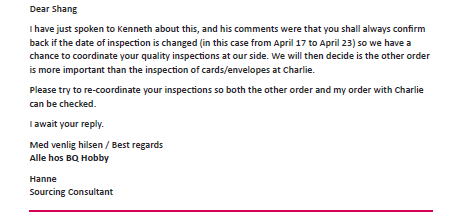 Dear Shang
I have just spoken to Kenneth about this, and his comments were that you shall always confirm
back if the date of inspection is changed (in this case from April 17 to April 23) so we have a
chance to coordinate your quality inspections at our side. We will then decide is the other order
is more important than the inspection of cards/envelopes at Charlie.
Please try to re-coordinate your inspections so both the other order and my order with Charlie
can be checked.
I await your reply.
Med venlig hilsen / Best regards
Alle hos BQ Hobby
Hanne
Sourcing Consultant